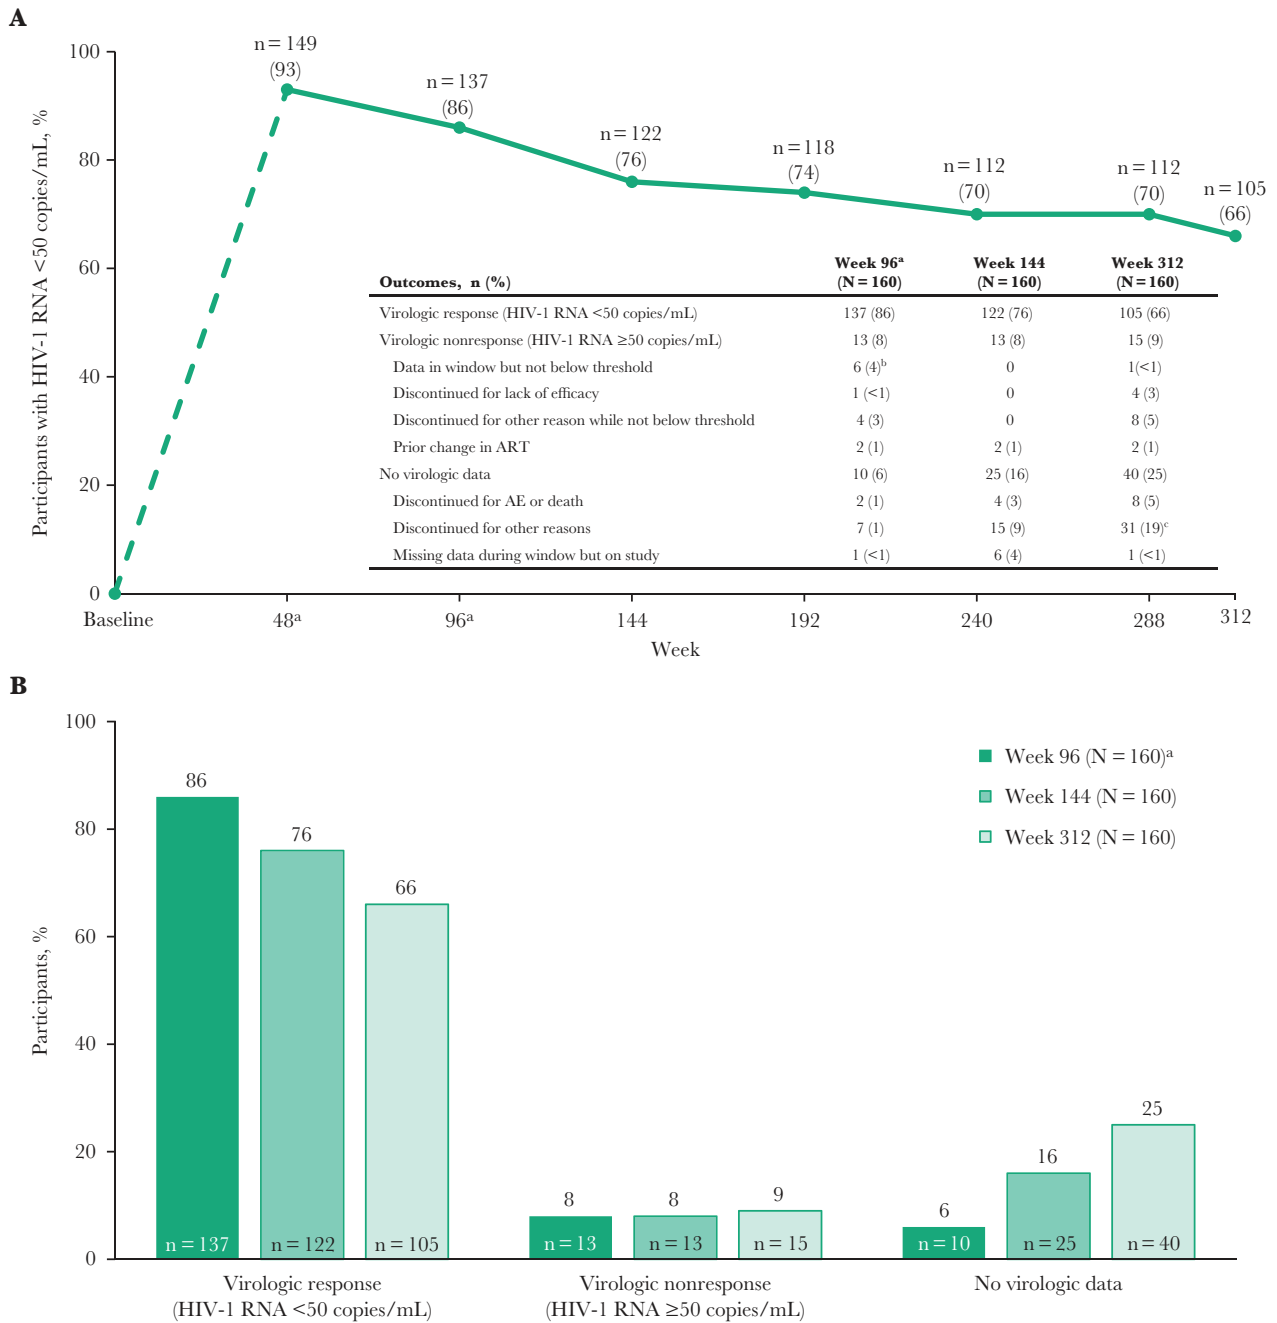 A
Participants with HIV-1 RNA <50 copies/mL, %
100
80
60
40
20
0
n = 149
(93)
n = 137
(86)
n = 122
(76)
n = 118
(74)
n = 112
(70)
n = 112
(70)
n = 105
(66)
Outcomes, n (%) Week 96ᵃ (N = 160) Week 144 (N = 160) Week 312 (N = 160)
Virologic response (HIV-1 RNA <50 copies/mL) 137 (86) 122 (76) 105 (66)
Virologic nonresponse (HIV-1 RNA ≥50 copies/mL) 13 (8) 13 (8) 15 (9)
Data in window but not below threshold 6 (4)ᵇ 0 1(<1)
Discontinued for lack of efficacy 1 (<1) 0 4 (3)
Discontinued for other reason while not below threshold 4 (3) 0 8 (5)
Prior change in ART 2 (1) 2 (1) 2 (1)
No virologic data 10 (6) 25 (16) 40 (25)
Discontinued for AE or death 2 (1) 4 (3) 8 (5)
Discontinued for other reasons 7 (1) 15 (9) 31 (19)ᶜ
Missing data during window but on study 1 (<1) 6 (4) 1 (<1)
Baseline 48ᵃ 96ᵃ 144 192 240 288 312
Week
B
Participants, %
100
80
60
40
20
0
Week 96 (N = 160)ᵃ
Week 144 (N = 160)
Week 312 (N = 160)
86 76 66
n = 137 n = 122 n = 105
8 8 9
n = 13 n = 13 n = 15
6 16 25
n = 10 n = 25 n = 40
Virologic response
(HIV-1 RNA <50 copies/mL)
Virologic nonresponse
(HIV-1 RNA ≥50 copies/mL)
No virologic data